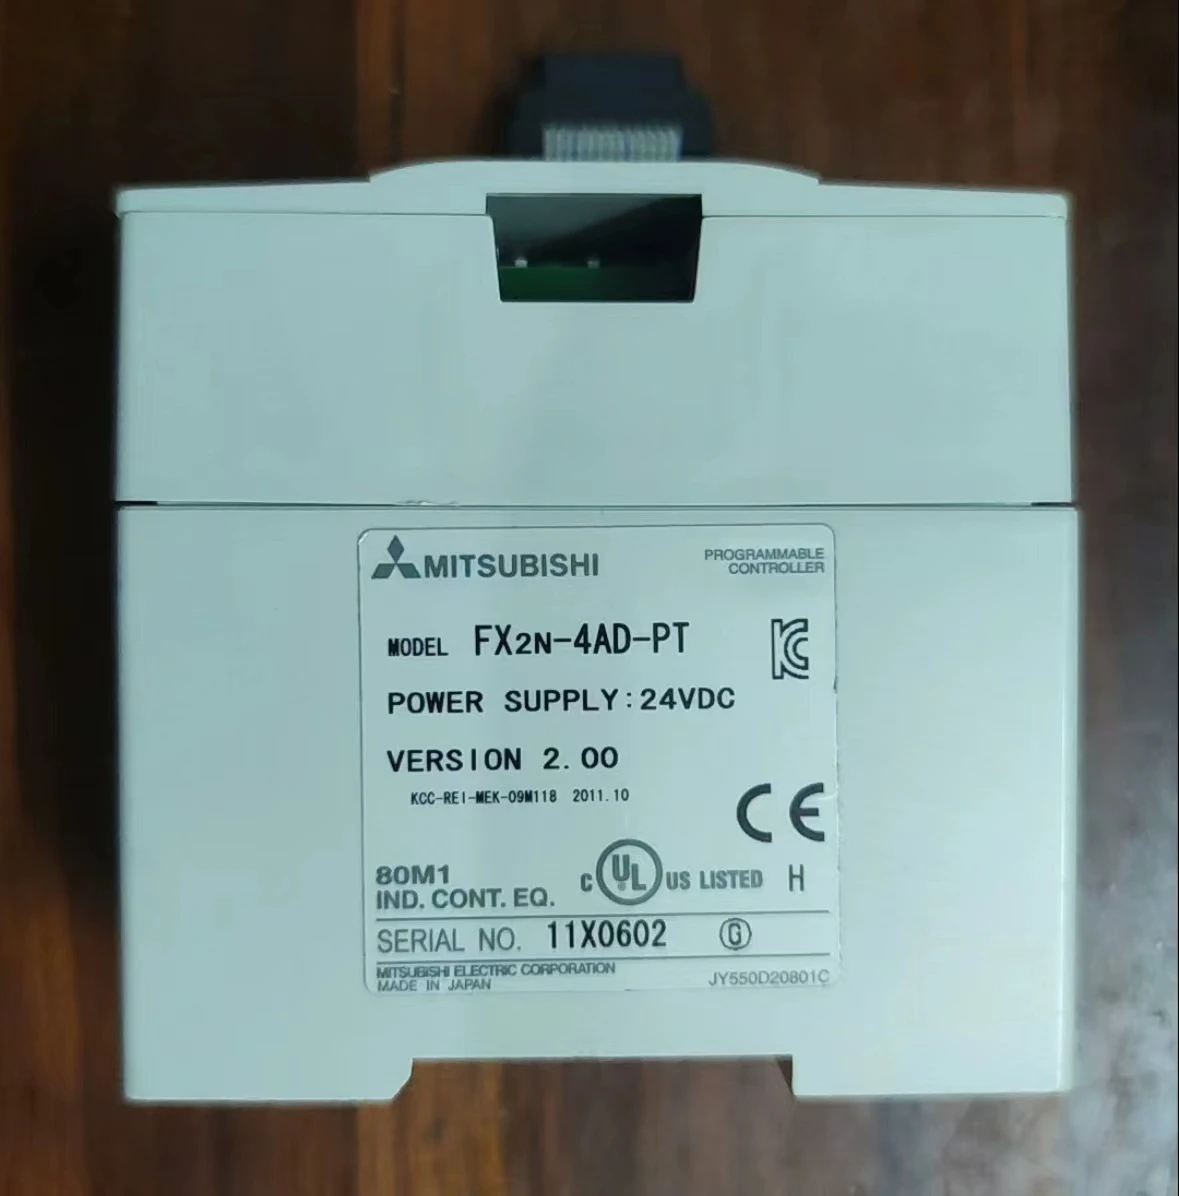 MITSUBISHI
PROGRAMMABLE
CONTROLLER
MODEL FX2N-4AD-PT
POWER SUPPLY:24VDC
VERSION 2.00
KCC-REI-MEK-09M118 2011.10
CE
80M1
IND. CONT. EQ.
C UL US LISTED H
SERIAL NO. 11X0602 G
MITSUBISHI ELECTRIC CORPORATION
MADE IN JAPAN
JY550D20801C